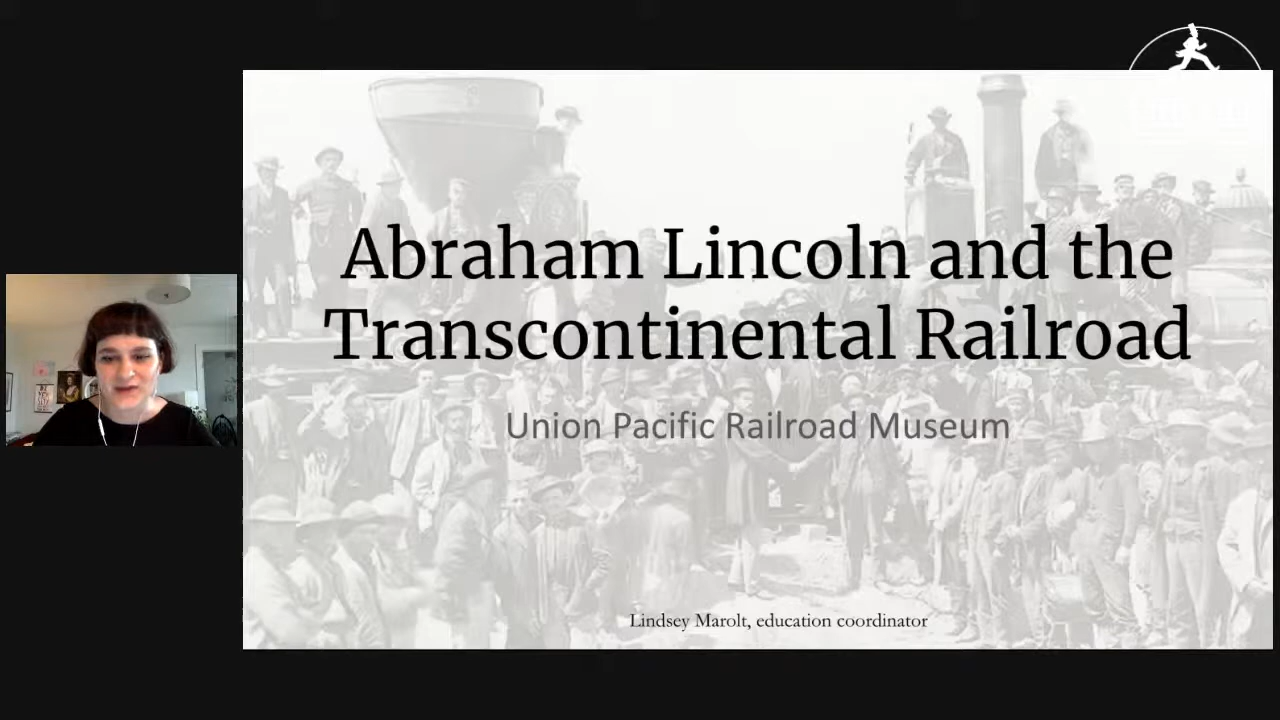 Abraham Lincoln and the
Transcontinental Railroad
Union Pacific Railroad Museum
Lindsey Marolt, education coordinator